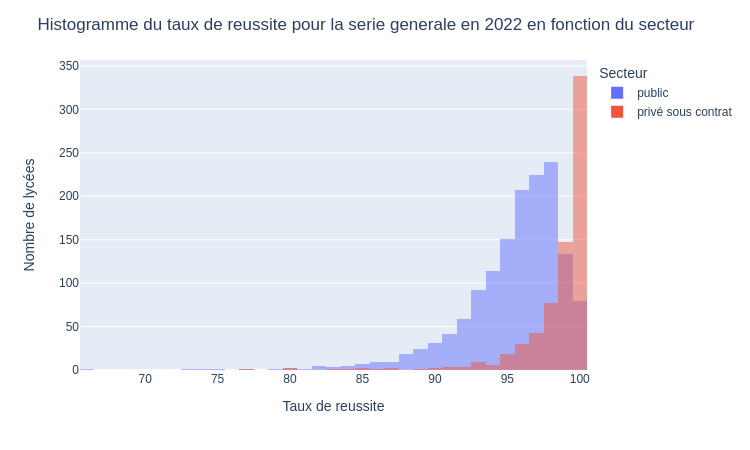 Histogramme du taux de reussite pour la serie generale en 2022 en fonction du secteur
Secteur
public
privé sous contrat
Nombre de lycées
350
300
250
200
150
100
50
0
70 75 80 85 90 95 100
Taux de reussite